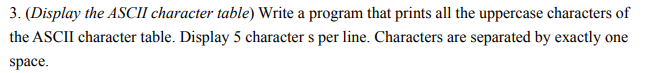 3. (Display the ASCII character table) Write a program that prints all the uppercase characters of
the ASCII character table. Display 5 character s per line. Characters are separated by exactly one
space.